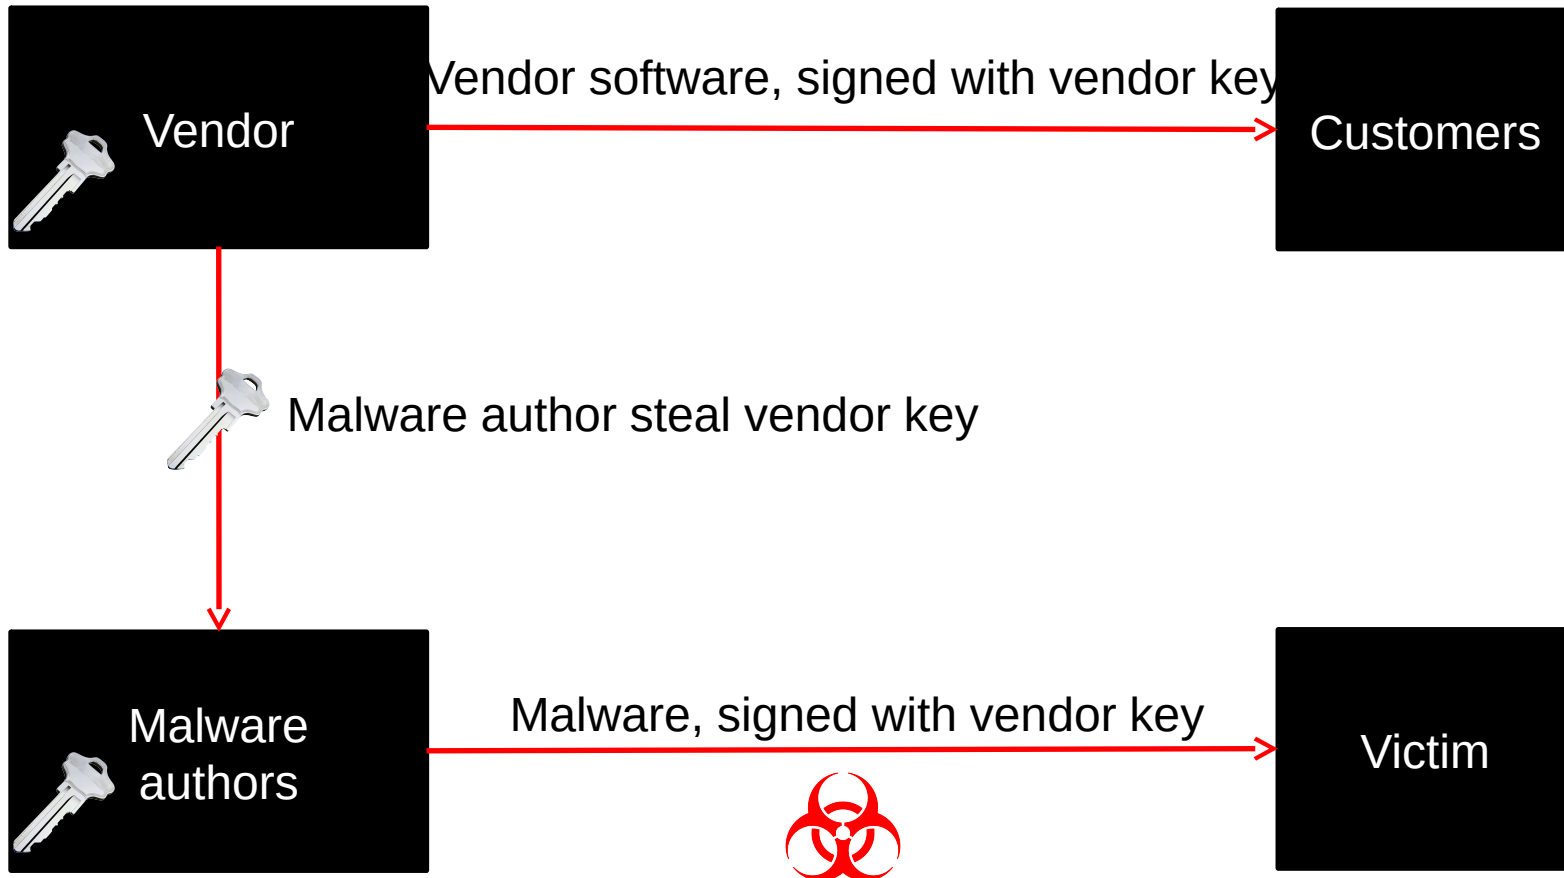 Vendor software, signed with vendor key
Vendor
Customers
Malware author steal vendor key
Malware, signed with vendor key
Malware
authors
Victim